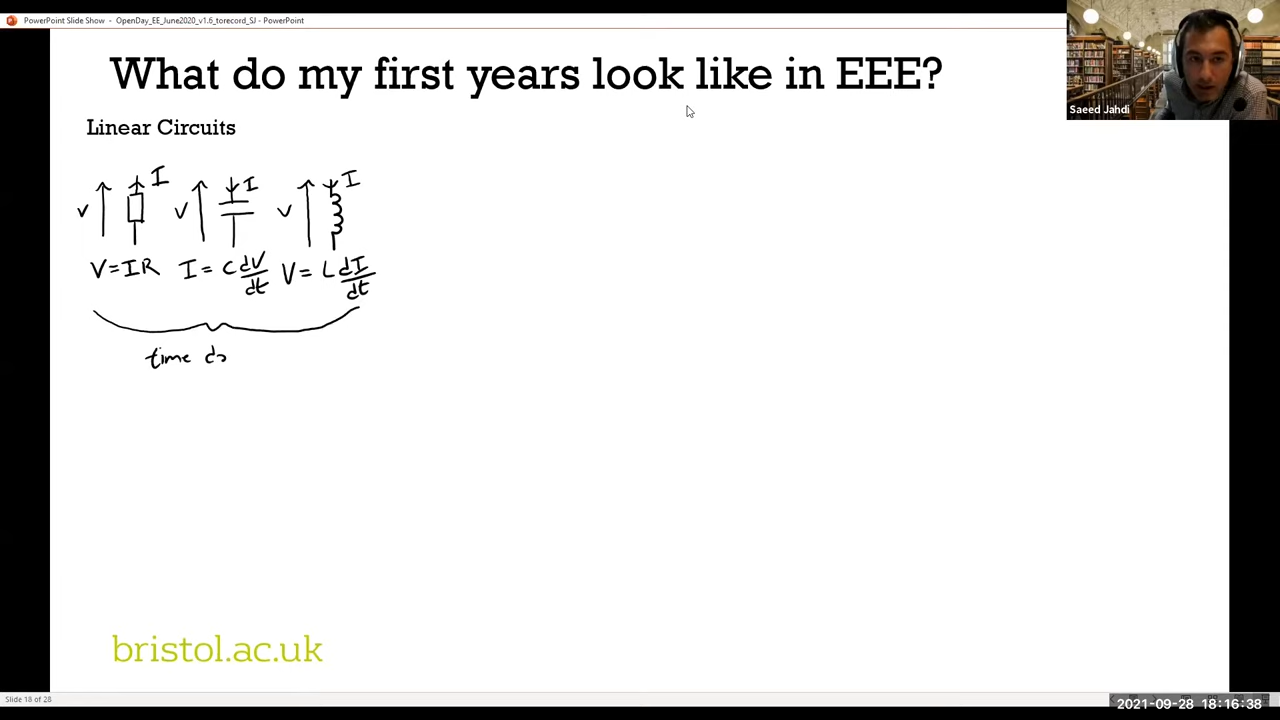 PowerPoint Slide Show - OpenDay_EE_June2020_v1.6_torecord_SJ - PowerPoint
What do my first years look like in EEE?
Saeed Jahdi
Linear Circuits
V I V I V I
V=IR I=C dV/dt V=L dI/dt
time do
bristol.ac.uk
Slide 18 of 28
2021-09-28 18:16:38